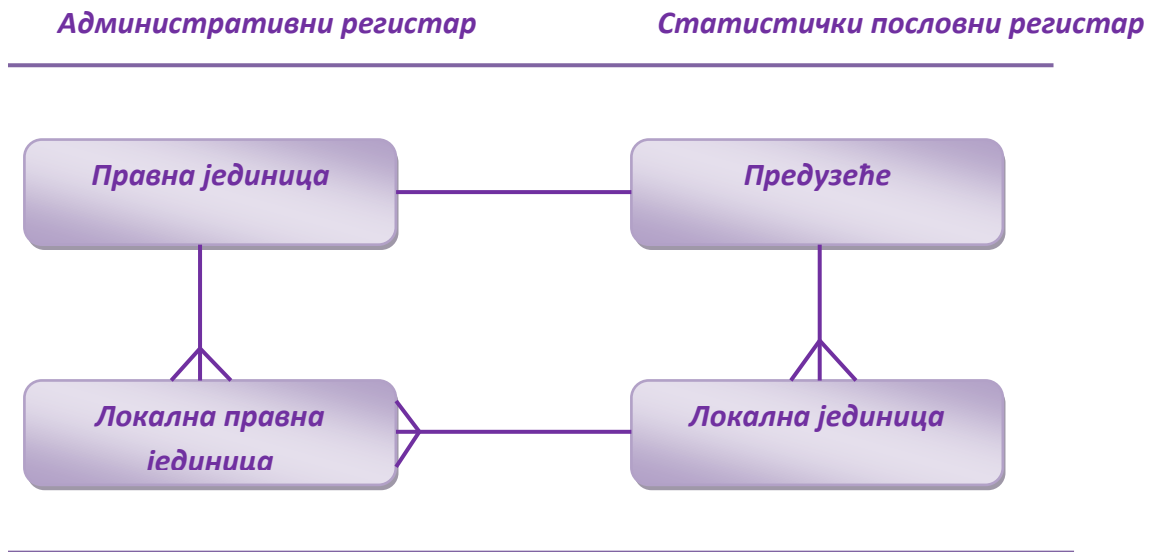 Административни регистар
Статистички пословни регистар
Правна јединица
Предузеће
Локална правна
јединица
Локална јединица